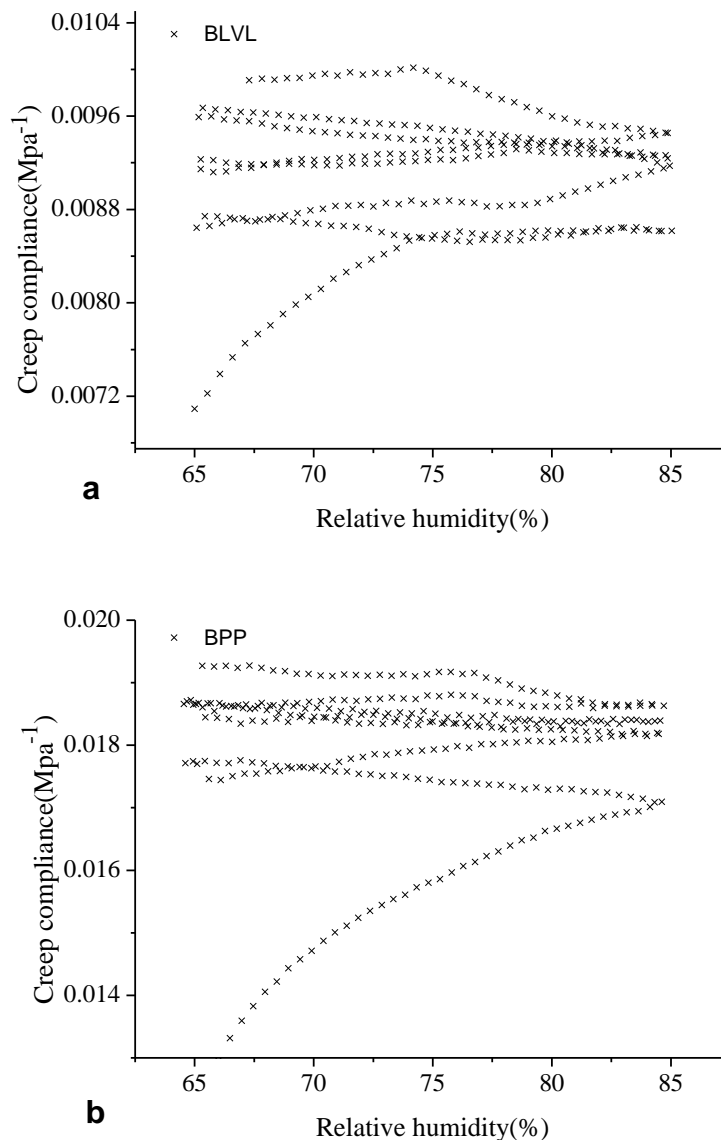 0.0104
× BLVL
0.0096
0.0088
0.0080
0.0072
Creep compliance(Mpa⁻¹)
65 70 75 80 85
a
Relative humidity(%)
0.020
× BPP
0.018
0.016
0.014
Creep compliance(Mpa⁻¹)
65 70 75 80 85
b
Relative humidity(%)